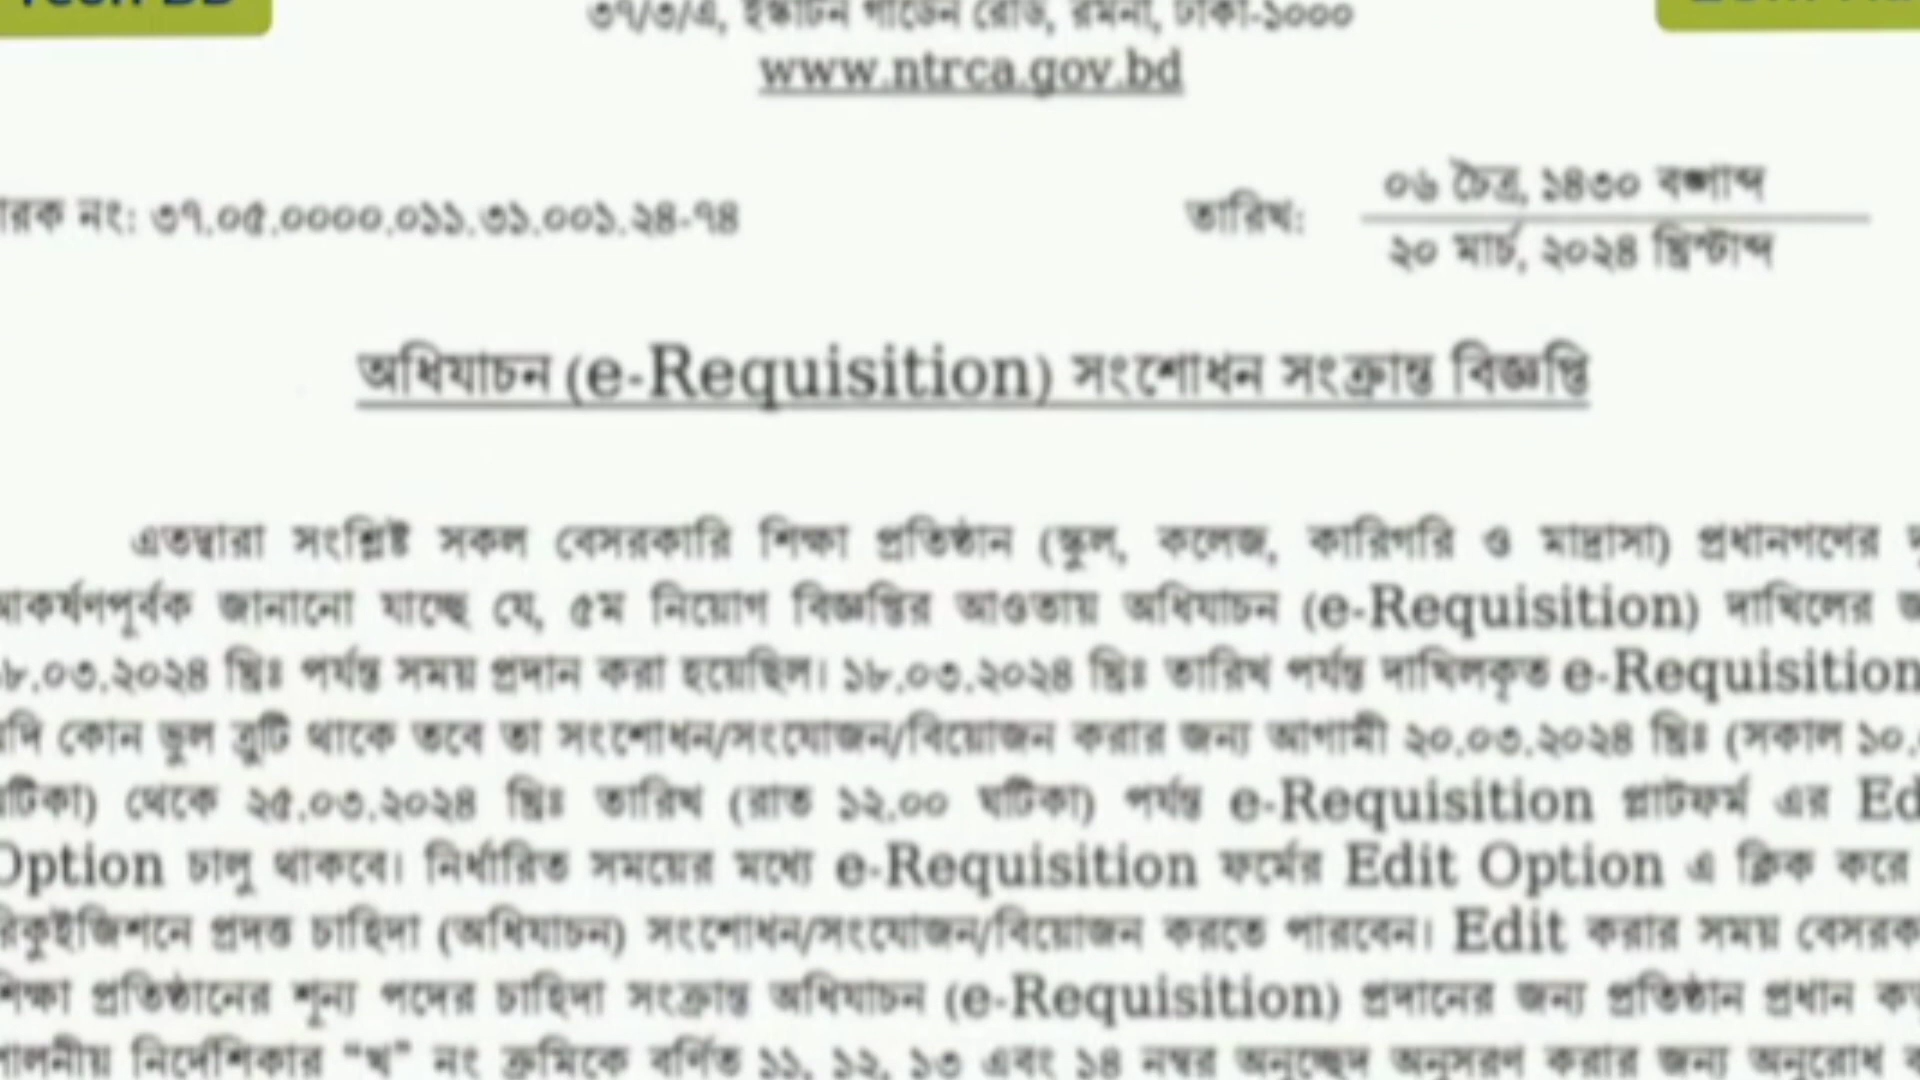 Tech BD
৩৭/৩/এ, ইস্কাটন গার্ডেন রোড, রমনা, ঢাকা-১০০০
www.ntrca.gov.bd
ারক নং: ৩৭.০৫.০০০০.০১১.৩১.০০১.২৪-৭৪
তারিখ:
০৬ চৈত্র, ১৪৩০ বঙ্গাব্দ
২০ মার্চ, ২০২৪ খ্রিস্টাব্দ
অধিযাচন (e-Requisition) সংশোধন সংক্রান্ত বিজ্ঞপ্তি
এতদ্বারা সংশ্লিষ্ট সকল বেসরকারি শিক্ষা প্রতিষ্ঠান (স্কুল, কলেজ, কারিগরি ও মাদ্রাসা) প্রধানগণের
আকর্ষণপূর্বক জানানো যাচ্ছে যে, ৫ম নিয়োগ বিজ্ঞপ্তির আওতায় অধিযাচন (e-Requisition) দাখিলের
১৮.০৩.২০২৪ খ্রিঃ পর্যন্ত সময় প্রদান করা হয়েছিল। ১৮.০৩.২০২৪ খ্রিঃ তারিখ পর্যন্ত দাখিলকৃত e-Requisition
যদি কোন ভুল ত্রুটি থাকে তবে তা সংশোধন/সংযোজন/বিয়োজন করার জন্য আগামী ২০.০৩.২০২৪ খ্রিঃ (সকাল ১০.
ঘটিকা) থেকে ২৫.০৩.২০২৪ খ্রিঃ তারিখ (রাত ১২.০০ ঘটিকা) পর্যন্ত e-Requisition প্লাটফর্ম এর Ed
Option চালু থাকবে। নির্ধারিত সময়ের মধ্যে e-Requisition ফর্মের Edit Option এ ক্লিক করে
রিকুইজিশনে প্রদত্ত চাহিদা (অধিযাচন) সংশোধন/সংযোজন/বিয়োজন করতে পারবেন। Edit করার সময় বেসরক
শিক্ষা প্রতিষ্ঠানের শূন্য পদের চাহিদা সংক্রান্ত অধিযাচন (e-Requisition) প্রদানের জন্য প্রতিষ্ঠান প্রধান
পালনীয় নির্দেশিকার “খ” নং ক্রমিকে বর্ণিত ১১, ১২, ১৩ এবং ১৪ নম্বর অনুচ্ছেদ অনুসরণ করার জন্য অনুরোধ